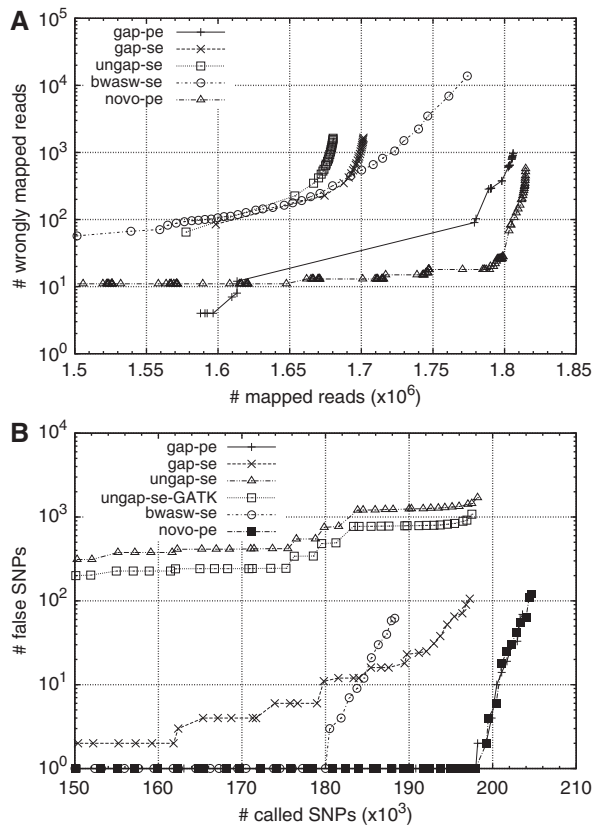 A
10^5
10^4
10^3
10^2
10^1
10^0
# wrongly mapped reads
gap-pe
gap-se
ungap-se
bwasw-se
novo-pe
1.5 1.55 1.6 1.65 1.7 1.75 1.8 1.85
# mapped reads (x10^6)
B
10^4
10^3
10^2
10^1
10^0
# false SNPs
gap-pe
gap-se
ungap-se
ungap-se-GATK
bwasw-se
novo-pe
150 160 170 180 190 200 210
# called SNPs (x10^3)